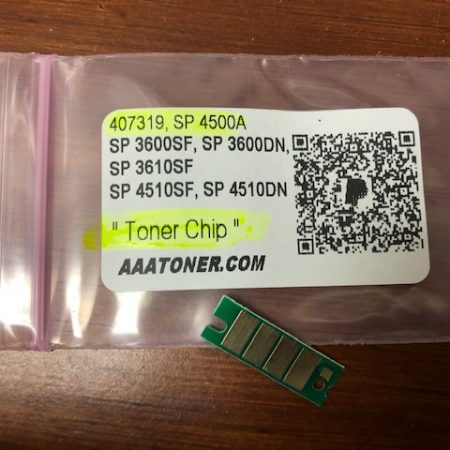 407319, SP 4500A
SP 3600SF, SP 3600DN,
SP 3610SF
SP 4510SF, SP 4510DN
" Toner Chip "
AAATONER.COM